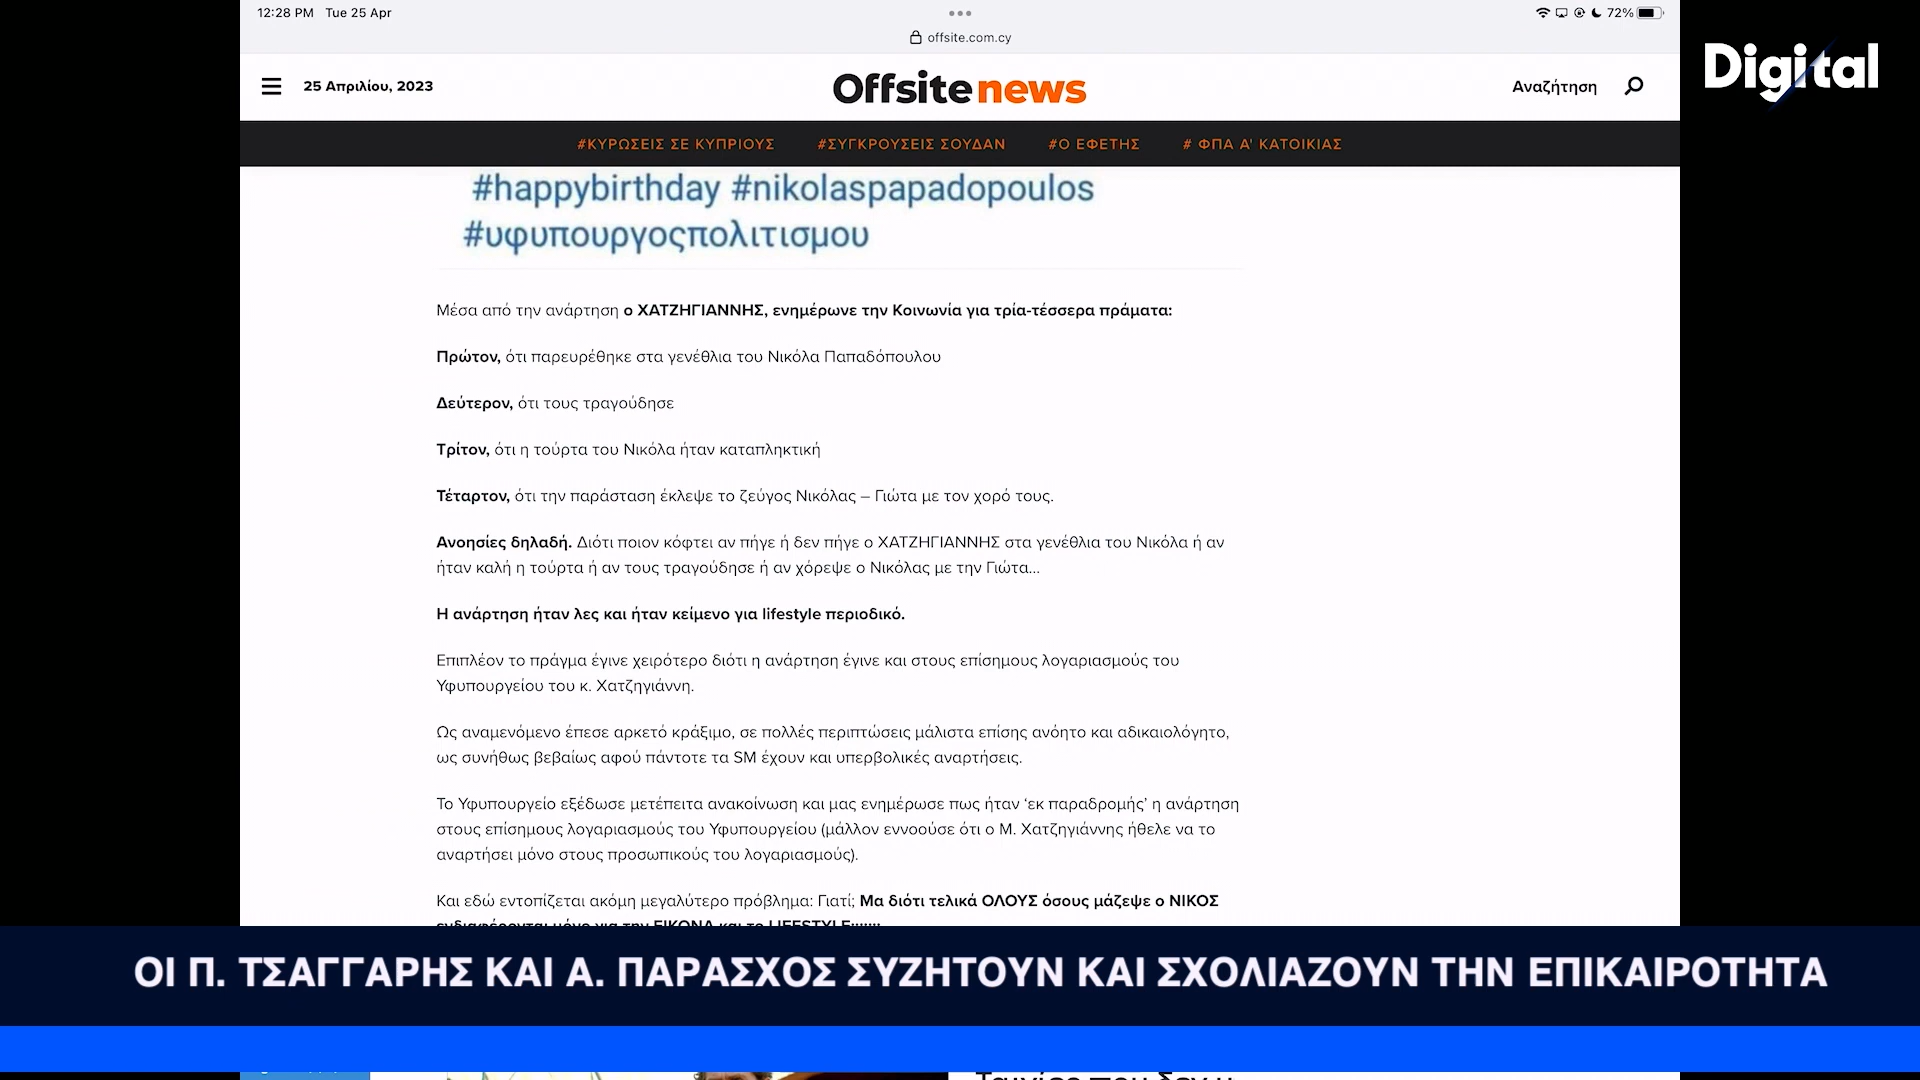 12:28 PM Tue 25 Apr
72%
offsite.com.cy
Digital
25 Απριλίου, 2023
Offsite news
Αναζήτηση
#ΚΥΡΩΣΕΙΣ ΣΕ ΚΥΠΡΙΟΥΣ #ΣΥΓΚΡΟΥΣΕΙΣ ΣΟΥΔΑΝ #Ο ΕΦΕΤΗΣ # ΦΠΑ Α' ΚΑΤΟΙΚΙΑΣ
#happybirthday #nikolaspapadopoulos
#υφυπουργοςπολιτισμου
Μέσα από την ανάρτηση ο ΧΑΤΖΗΓΙΑΝΝΗΣ, ενημέρωνε την Κοινωνία για τρία-τέσσερα πράματα:
Πρώτον, ότι παρευρέθηκε στα γενέθλια του Νικόλα Παπαδόπουλου
Δεύτερον, ότι τους τραγούδησε
Τρίτον, ότι η τούρτα του Νικόλα ήταν καταπληκτική
Τέταρτον, ότι την παράσταση έκλεψε το ζεύγος Νικόλας – Γιώτα με τον χορό τους.
Ανοησίες δηλαδή. Διότι ποιον κόφτει αν πήγε ή δεν πήγε ο ΧΑΤΖΗΓΙΑΝΝΗΣ στα γενέθλια του Νικόλα ή αν
ήταν καλή η τούρτα ή αν τους τραγούδησε ή αν χόρεψε ο Νικόλας με την Γιώτα...
Η ανάρτηση ήταν λες και ήταν κείμενο για lifestyle περιοδικό.
Επιπλέον το πράγμα έγινε χειρότερο διότι η ανάρτηση έγινε και στους επίσημους λογαριασμούς του
Υφυπουργείου του κ. Χατζηγιάννη.
Ως αναμενόμενο έπεσε αρκετό κράξιμο, σε πολλές περιπτώσεις μάλιστα επίσης ανόητο και αδικαιολόγητο,
ως συνήθως βεβαίως αφού πάντοτε τα SM έχουν και υπερβολικές αναρτήσεις.
Το Υφυπουργείο εξέδωσε μετέπειτα ανακοίνωση και μας ενημέρωσε πως ήταν ‘εκ παραδρομής’ η ανάρτηση
στους επίσημους λογαριασμούς του Υφυπουργείου (μάλλον εννοούσε ότι ο Μ. Χατζηγιάννης ήθελε να το
αναρτήσει μόνο στους προσωπικούς του λογαριασμούς).
Και εδώ εντοπίζεται ακόμη μεγαλύτερο πρόβλημα: Γιατί; Μα διότι τελικά ΟΛΟΥΣ όσους μάζεψε ο ΝΙΚΟΣ
ενδιαφέρονται μόνο για την ΕΙΚΟΝΑ και το LIFESTYLE
ΟΙ Π. ΤΣΑΓΓΑΡΗΣ ΚΑΙ Α. ΠΑΡΑΣΧΟΣ ΣΥΖΗΤΟΥΝ ΚΑΙ ΣΧΟΛΙΑΖΟΥΝ ΤΗΝ ΕΠΙΚΑΙΡΟΤΗΤΑ